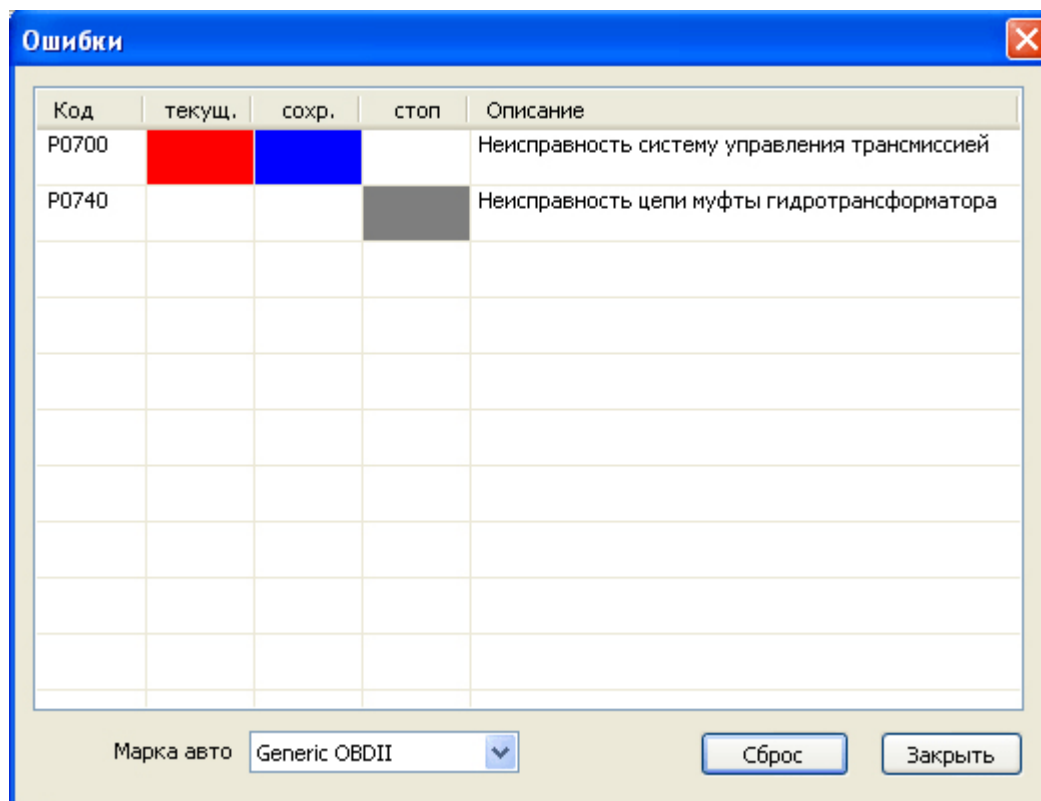 Ошибки
Код текущ. сохр. стоп Описание
P0700 Неисправность систему управления трансмиссией
P0740 Неисправность цепи муфты гидротрансформатора
Марка авто Generic OBDII Сброс Закрыть